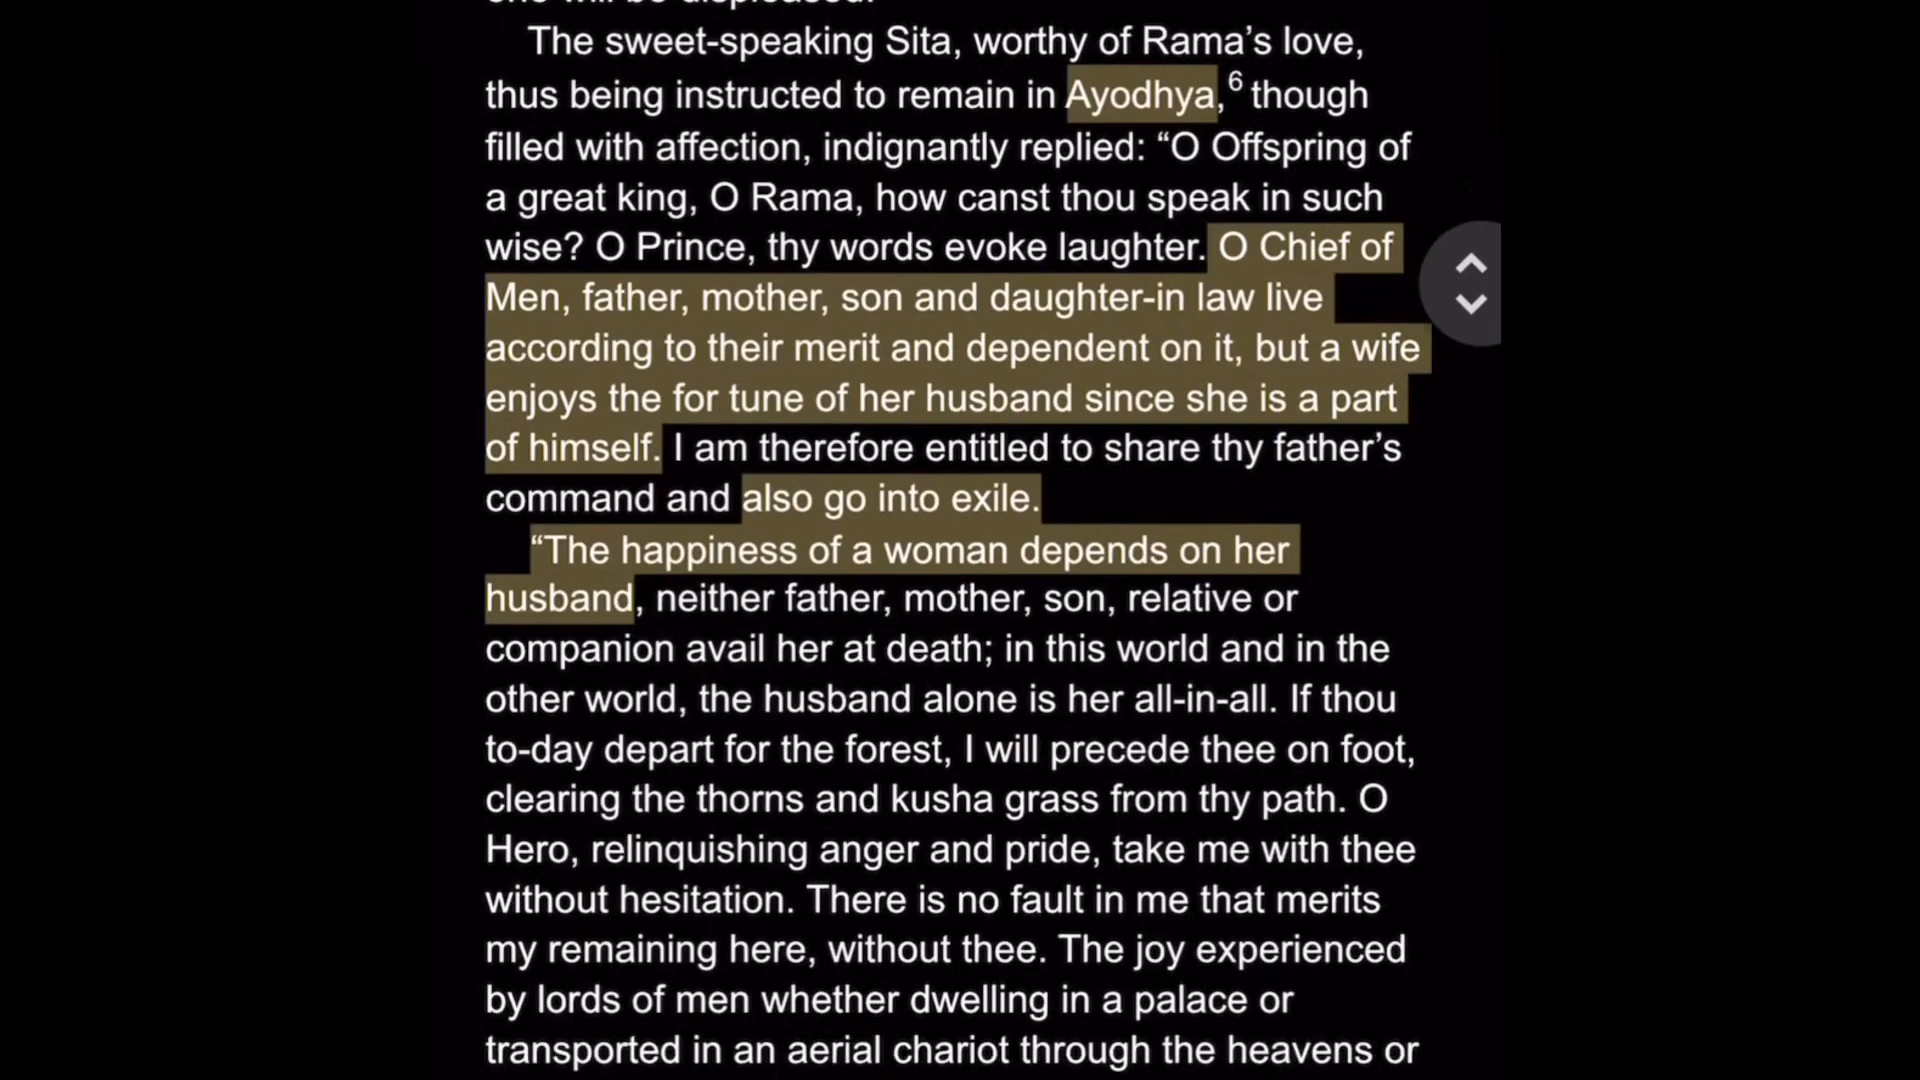 one will be displeased.
The sweet-speaking Sita, worthy of Rama’s love,
thus being instructed to remain in Ayodhya,6 though
filled with affection, indignantly replied: “O Offspring of
a great king, O Rama, how canst thou speak in such
wise? O Prince, thy words evoke laughter. O Chief of
Men, father, mother, son and daughter-in law live
according to their merit and dependent on it, but a wife
enjoys the for tune of her husband since she is a part
of himself. I am therefore entitled to share thy father’s
command and also go into exile.
“The happiness of a woman depends on her
husband, neither father, mother, son, relative or
companion avail her at death; in this world and in the
other world, the husband alone is her all-in-all. If thou
to-day depart for the forest, I will precede thee on foot,
clearing the thorns and kusha grass from thy path. O
Hero, relinquishing anger and pride, take me with thee
without hesitation. There is no fault in me that merits
my remaining here, without thee. The joy experienced
by lords of men whether dwelling in a palace or
transported in an aerial chariot through the heavens or